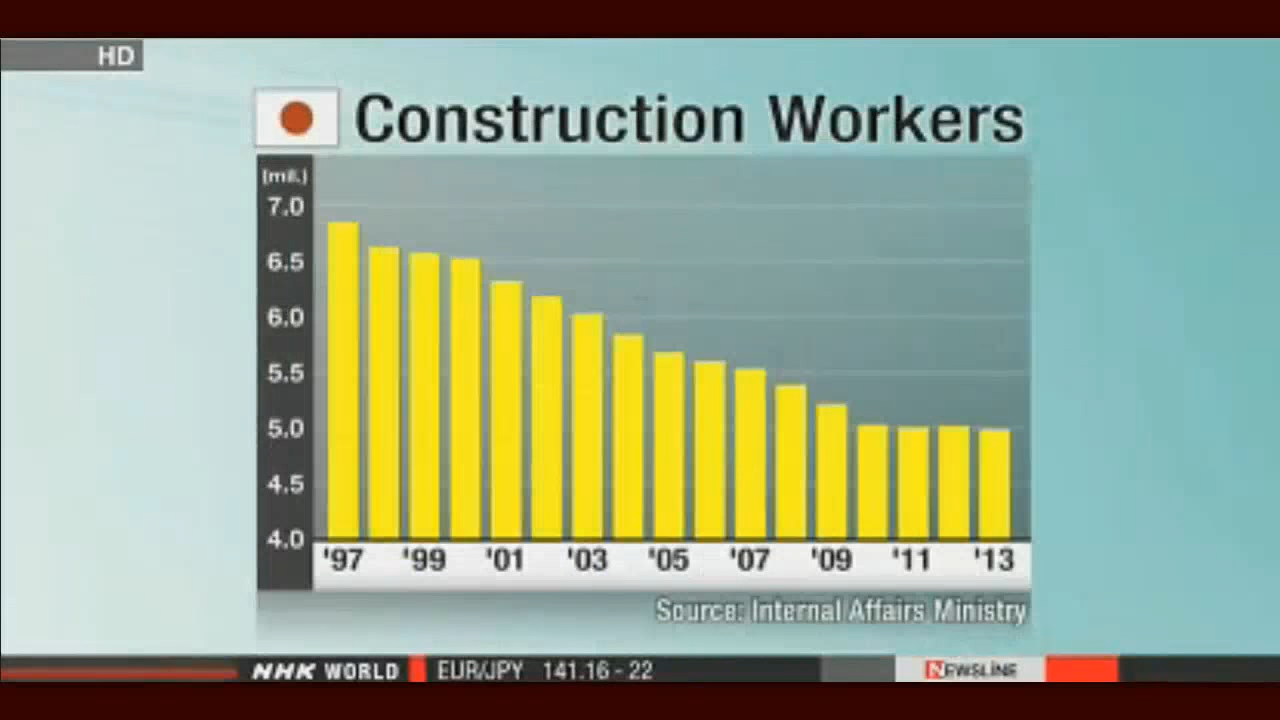 HD
Construction Workers
(mil.)
7.0
6.5
6.0
5.5
5.0
4.5
4.0
'97 '99 '01 '03 '05 '07 '09 '11 '13
Source: Internal Affairs Ministry
NHK WORLD EUR/JPY 141.16 - 22 NEWSLINE